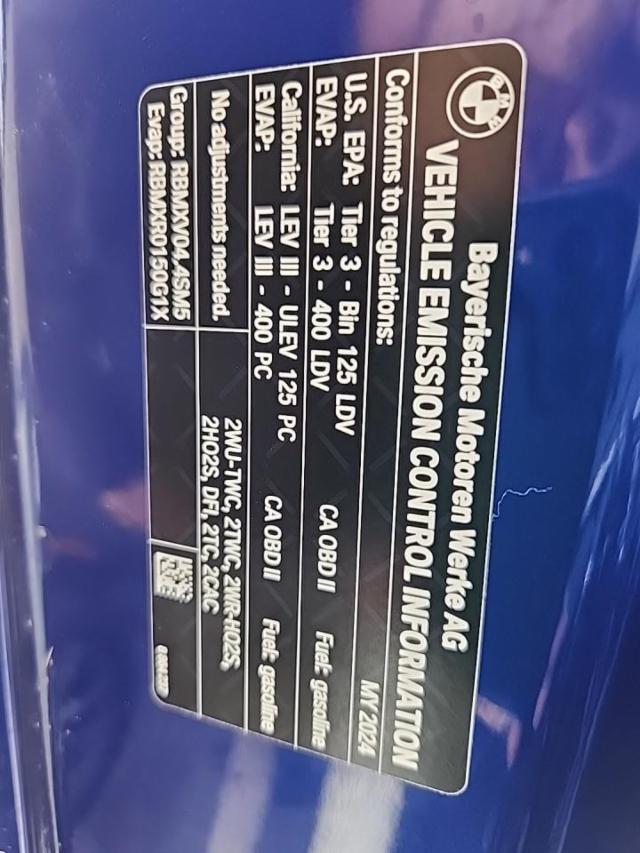 BMW
Bayerische Motoren Werke AG
VEHICLE EMISSION CONTROL INFORMATION
Conforms to regulations: MY 2024
U.S. EPA: Tier 3 - Bin 125 LDV CA OBD II Fuel: gasoline
EVAP: Tier 3 - 400 LDV
California: LEV III - ULEV 125 PC CA OBD II Fuel: gasoline
EVAP: LEV III - 400 PC
No adjustments needed. 2WU-TWC, 2TWC, 2WR-HO2S,
2HO2S, DFI, 2TC, 2CAC
Group: RBMXV04.4SM5
Evap: RBMXR0150G1X